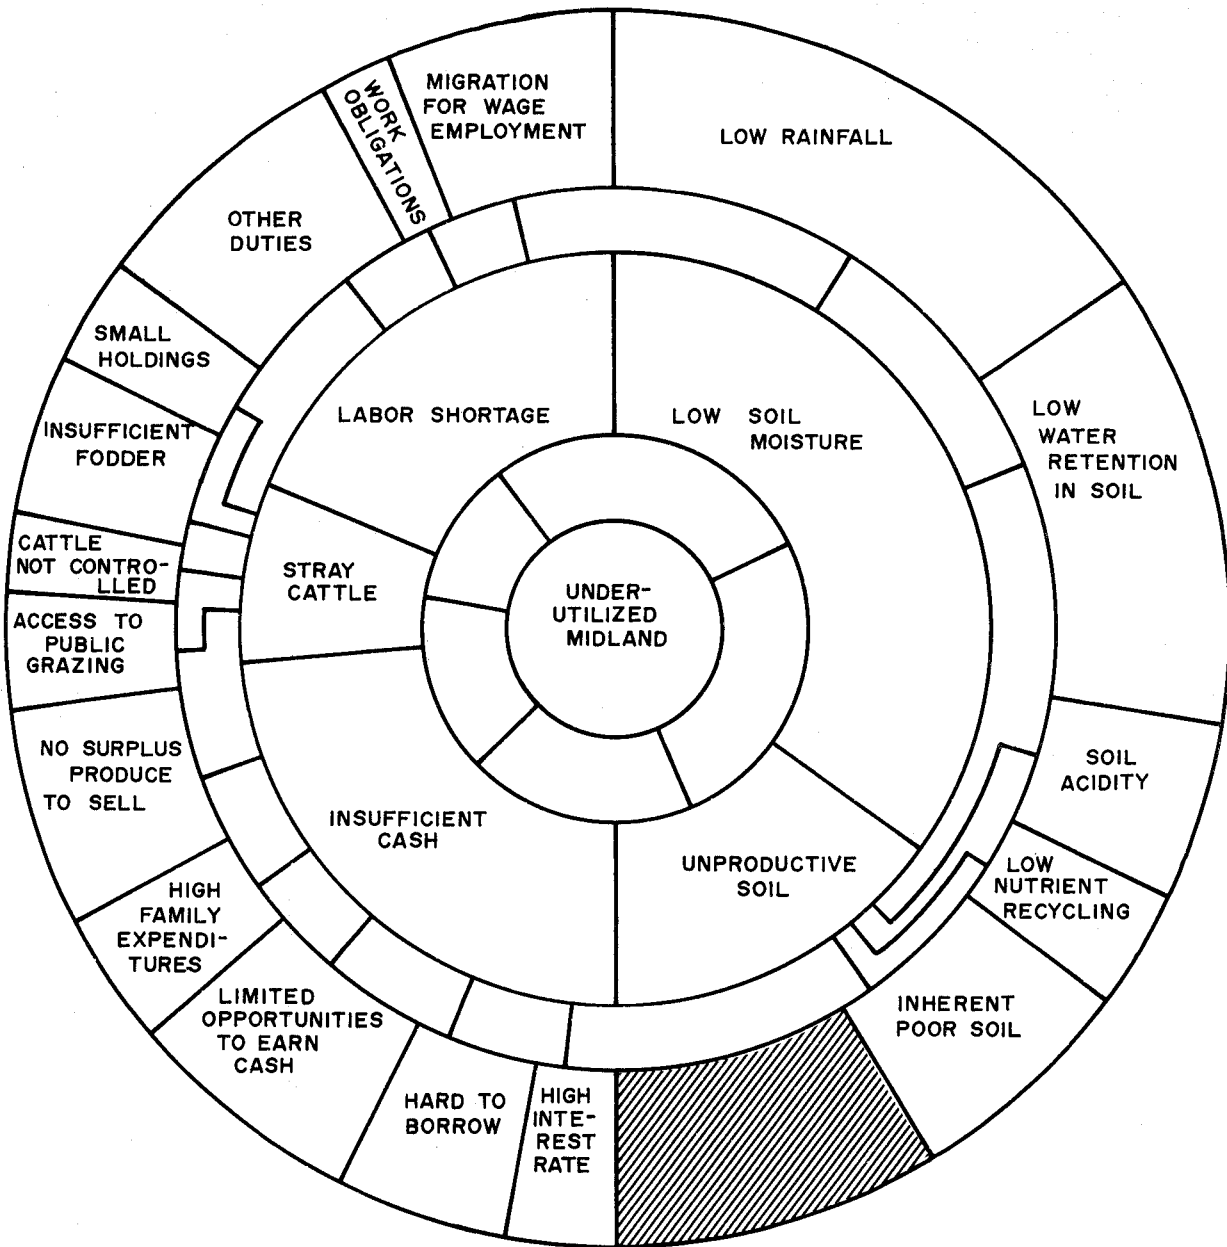 MIGRATION
FOR WAGE
EMPLOYMENT
LOW RAINFALL
WORK
OBLIGATIONS
OTHER
DUTIES
SMALL
HOLDINGS
INSUFFICIENT
FODDER
CATTLE
NOT CONTRO-
LLED
ACCESS TO
PUBLIC
GRAZING
NO SURPLUS
PRODUCE
TO SELL
HIGH
FAMILY
EXPENDI-
TURES
LIMITED
OPPORTUNITIES
TO EARN
CASH
HARD TO
BORROW
HIGH
INTE-
REST
RATE
INHERENT
POOR SOIL
LOW
NUTRIENT
RECYCLING
SOIL
ACIDITY
LOW
WATER
RETENTION
IN SOIL
LABOR SHORTAGE
LOW SOIL
MOISTURE
STRAY
CATTLE
INSUFFICIENT
CASH
UNPRODUCTIVE
SOIL
UNDER-
UTILIZED
MIDLAND